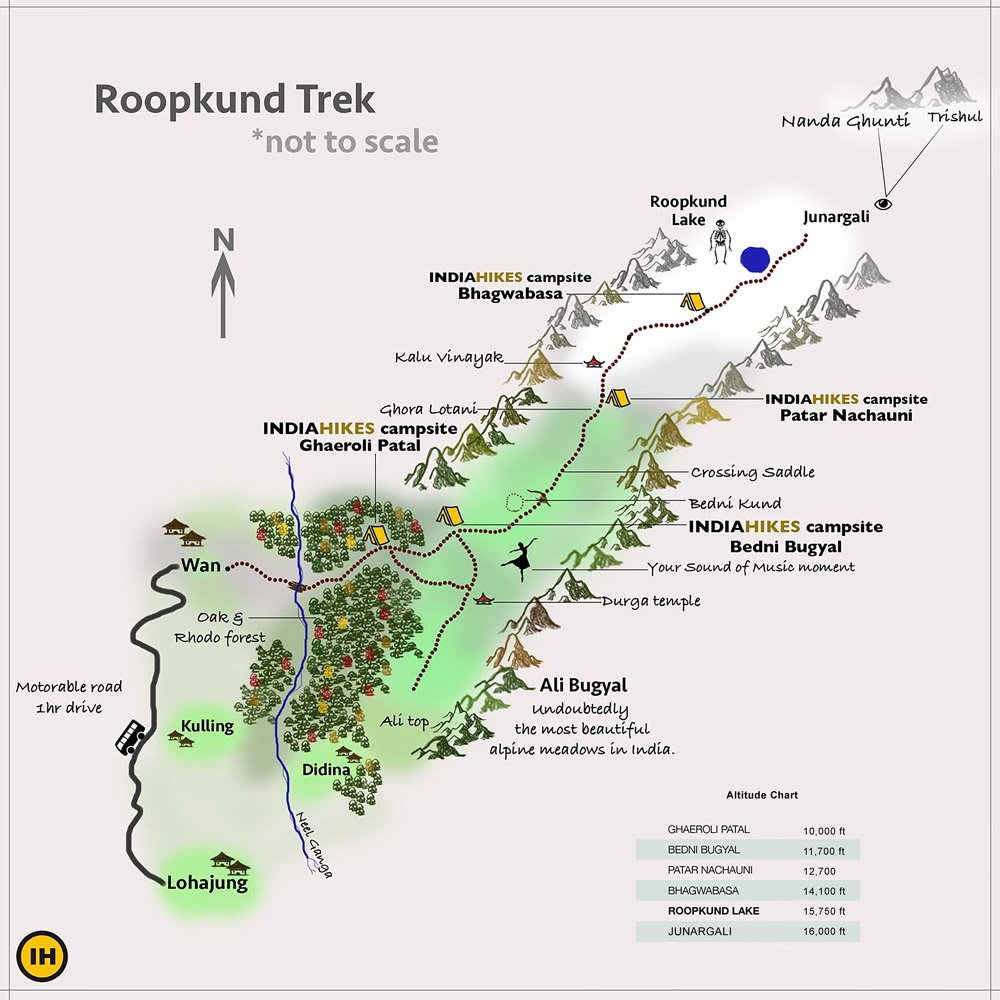 Roopkund Trek
*not to scale
Nanda Ghunti
Trishul
N
Roopkund
Lake
Junargali
INDIAHIKES campsite
Bhagwabasa
Kalu Vinayak
Ghora Lotani
INDIAHIKES campsite
Patar Nachauni
INDIAHIKES campsite
Ghaeroli Patal
Crossing Saddle
Bedni Kund
INDIAHIKES campsite
Bedni Bugyal
Wan
Your Sound of Music moment
Durga temple
Oak &
Rhodo forest
Motorable road
1hr drive
Ali Bugyal
Undoubtedly
the most beautiful
alpine meadows in India.
Ali top
Kulling
Didina
Neel Ganga
Lohajung
Altitude Chart
GHAEROLI PATAL 10,000 ft
BEDNI BUGYAL 11,700 ft
PATAR NACHAUNI 12,700
BHAGWABASA 14,100 ft
ROOPKUND LAKE 15,750 ft
JUNARGALI 16,000 ft
IH